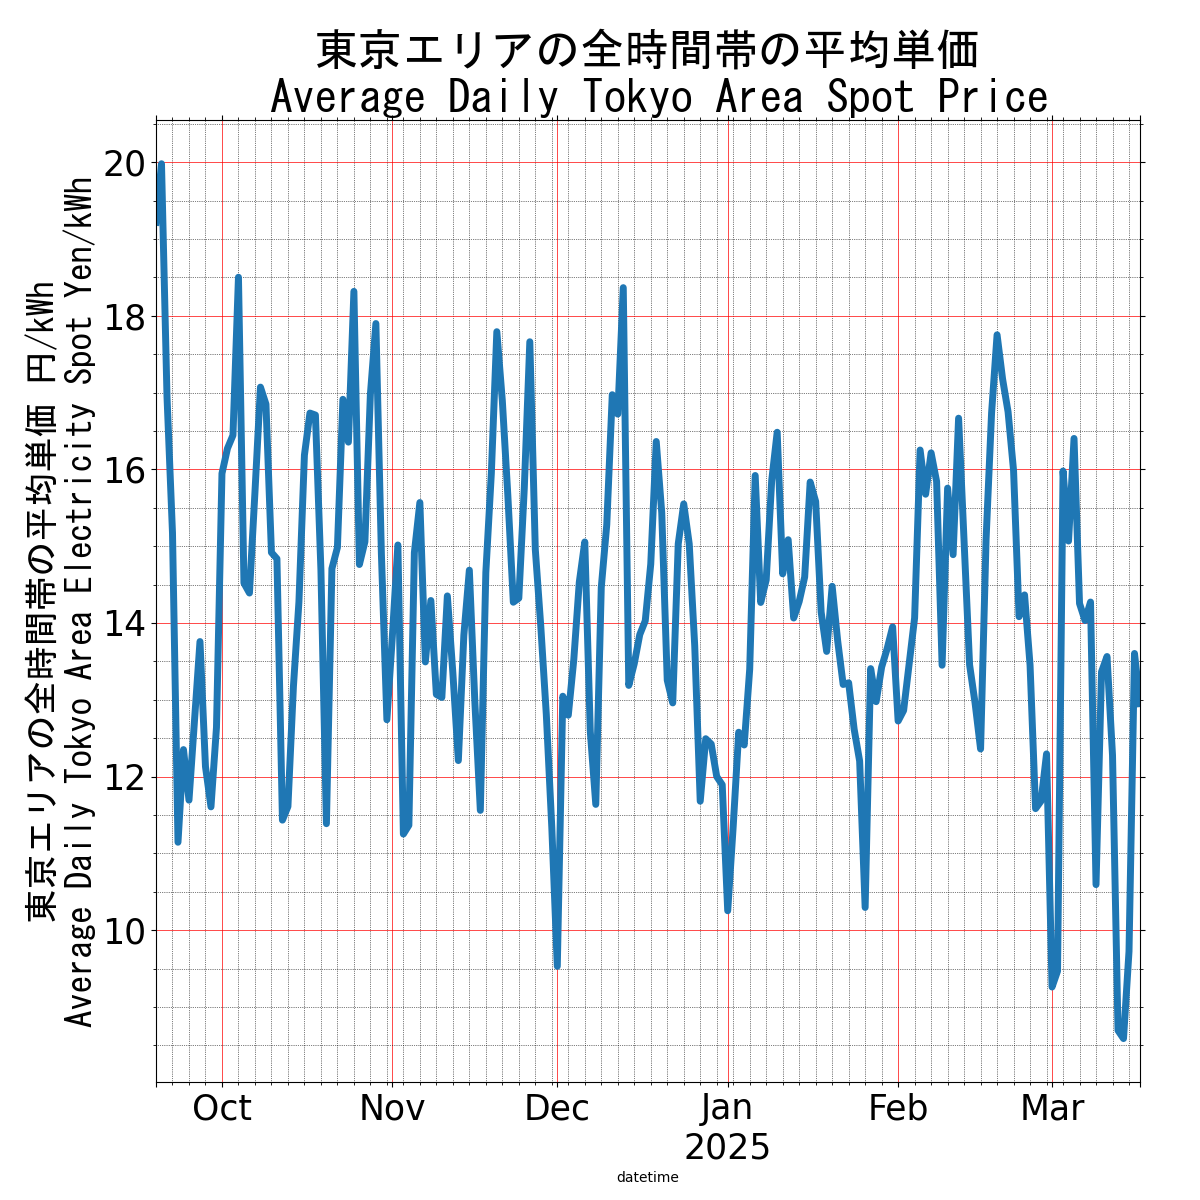 東京エリアの全時間帯の平均単価
Average Daily Tokyo Area Spot Price
東京エリアの全時間帯の平均単価 円/kWh
Average Daily Tokyo Area Electricity Spot Yen/kWh
20
18
16
14
12
10
Oct
Nov
Dec
Jan
2025
Feb
Mar
datetime